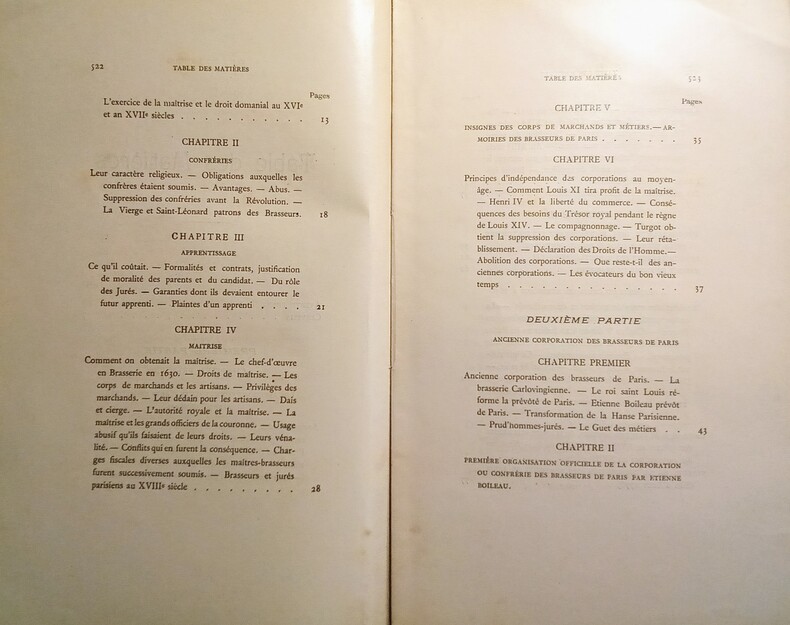 522
TABLE DES MATIÈRES
Pages
L'exercice de la maîtrise et le droit domanial au XVIe
et an XVIIe siècles . . . . . . . . . . . 13
CHAPITRE II
CONFRÉRIES
Leur caractère religieux. — Obligations auxquelles les
confrères étaient soumis. — Avantages. — Abus. —
Suppression des confréries avant la Révolution. —
La Vierge et Saint-Léonard patrons des Brasseurs. 18
CHAPITRE III
APPRENTISSAGE
Ce qu'il coûtait. — Formalités et contrats, justification
de moralité des parents et du candidat. — Du rôle
des Jurés. — Garanties dont ils devaient entourer le
futur apprenti. — Plaintes d'un apprenti . . . . 21
CHAPITRE IV
MAITRISE
Comment on obtenait la maîtrise. — Le chef-d'œuvre
en Brasserie en 1630. — Droits de maîtrise. — Les
corps de marchands et les artisans. — Privilèges des
marchands. — Leur dédain pour les artisans. — Dais
et cierge. — L'autorité royale et la maîtrise. — La
maîtrise et les grands officiers de la couronne. — Usage
abusif qu'ils faisaient de leurs droits. — Leurs véna-
lité. — Conflits qui en furent la conséquence. — Char-
ges fiscales diverses auxquelles les maîtres-brasseurs
furent successivement soumis. — Brasseurs et jurés
parisiens au XVIIIe siècle . . . . . . . . . 28
TABLE DES MATIÈRES
523
Pages
CHAPITRE V
INSIGNES DES CORPS DE MARCHANDS ET MÉTIERS. — AR-
MOIRIES DES BRASSEURS DE PARIS . . . . . . . 35
CHAPITRE VI
Principes d'indépendance des corporations au moyen-
âge. — Comment Louis XI tira profit de la maîtrise.
— Henri IV et la liberté du commerce. — Consé-
quences des besoins du Trésor royal pendant le règne
de Louis XIV. — Le compagnonnage. — Turgot ob-
tient la suppression des corporations. — Leur réta-
blissement. — Déclaration des Droits de l'Homme. —
Abolition des corporations. — Que reste-t-il des an-
ciennes corporations. — Les évocateurs du bon vieux
temps . . . . . . . . . . . . . . . 37
DEUXIÈME PARTIE
ANCIENNE CORPORATION DES BRASSEURS DE PARIS
CHAPITRE PREMIER
Ancienne corporation des brasseurs de Paris. — La
brasserie Carlovingienne. — Le roi saint Louis ré-
forme la prévôté de Paris. — Etienne Boileau prévôt
de Paris. — Transformation de la Hanse Parisienne.
— Prud'hommes-jurés. — Le Guet des métiers . . 43
CHAPITRE II
PREMIÈRE ORGANISATION OFFICIELLE DE LA CORPORATION
OU CONFRÉRIE DES BRASSEURS DE PARIS PAR ETIENNE
BOILEAU.